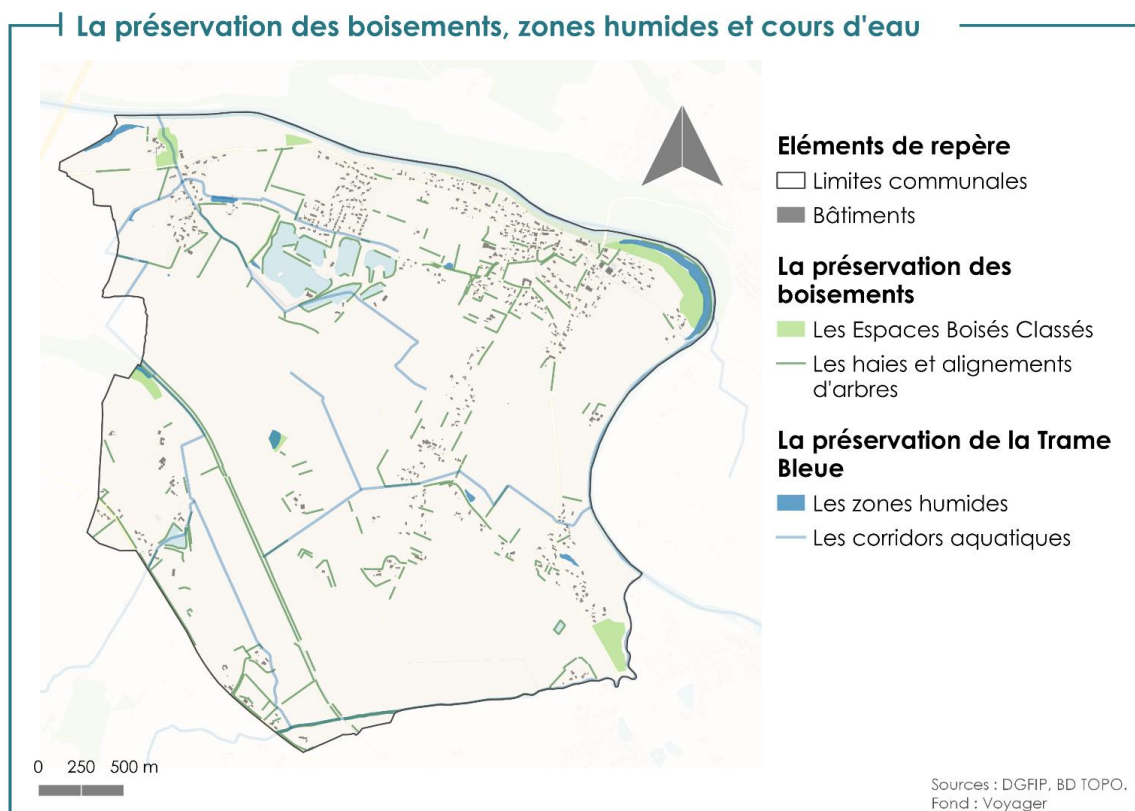 La préservation des boisements, zones humides et cours d'eau
Eléments de repère
Limites communales
Bâtiments
La préservation des
boisements
Les Espaces Boisés Classés
Les haies et alignements
d'arbres
La préservation de la Trame
Bleue
Les zones humides
Les corridors aquatiques
0 250 500 m
Sources : DGFIP, BD TOPO.
Fond : Voyager